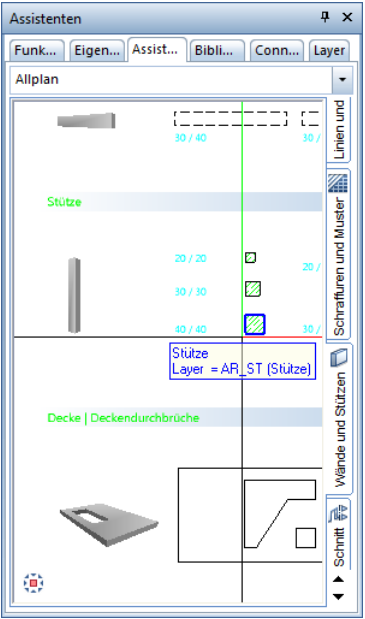 Assistenten
Funk... Eigen... Assist... Bibli... Conn... Layer
Allplan
30 / 40 30 /
Linien und
Stütze
Schraffuren und Muster
20 / 20
20 /
30 / 30
40 / 40 30 /
Stütze
Layer = AR_ST (Stütze)
Wände und Stützen
Decke | Deckendurchbrüche
Schnitt